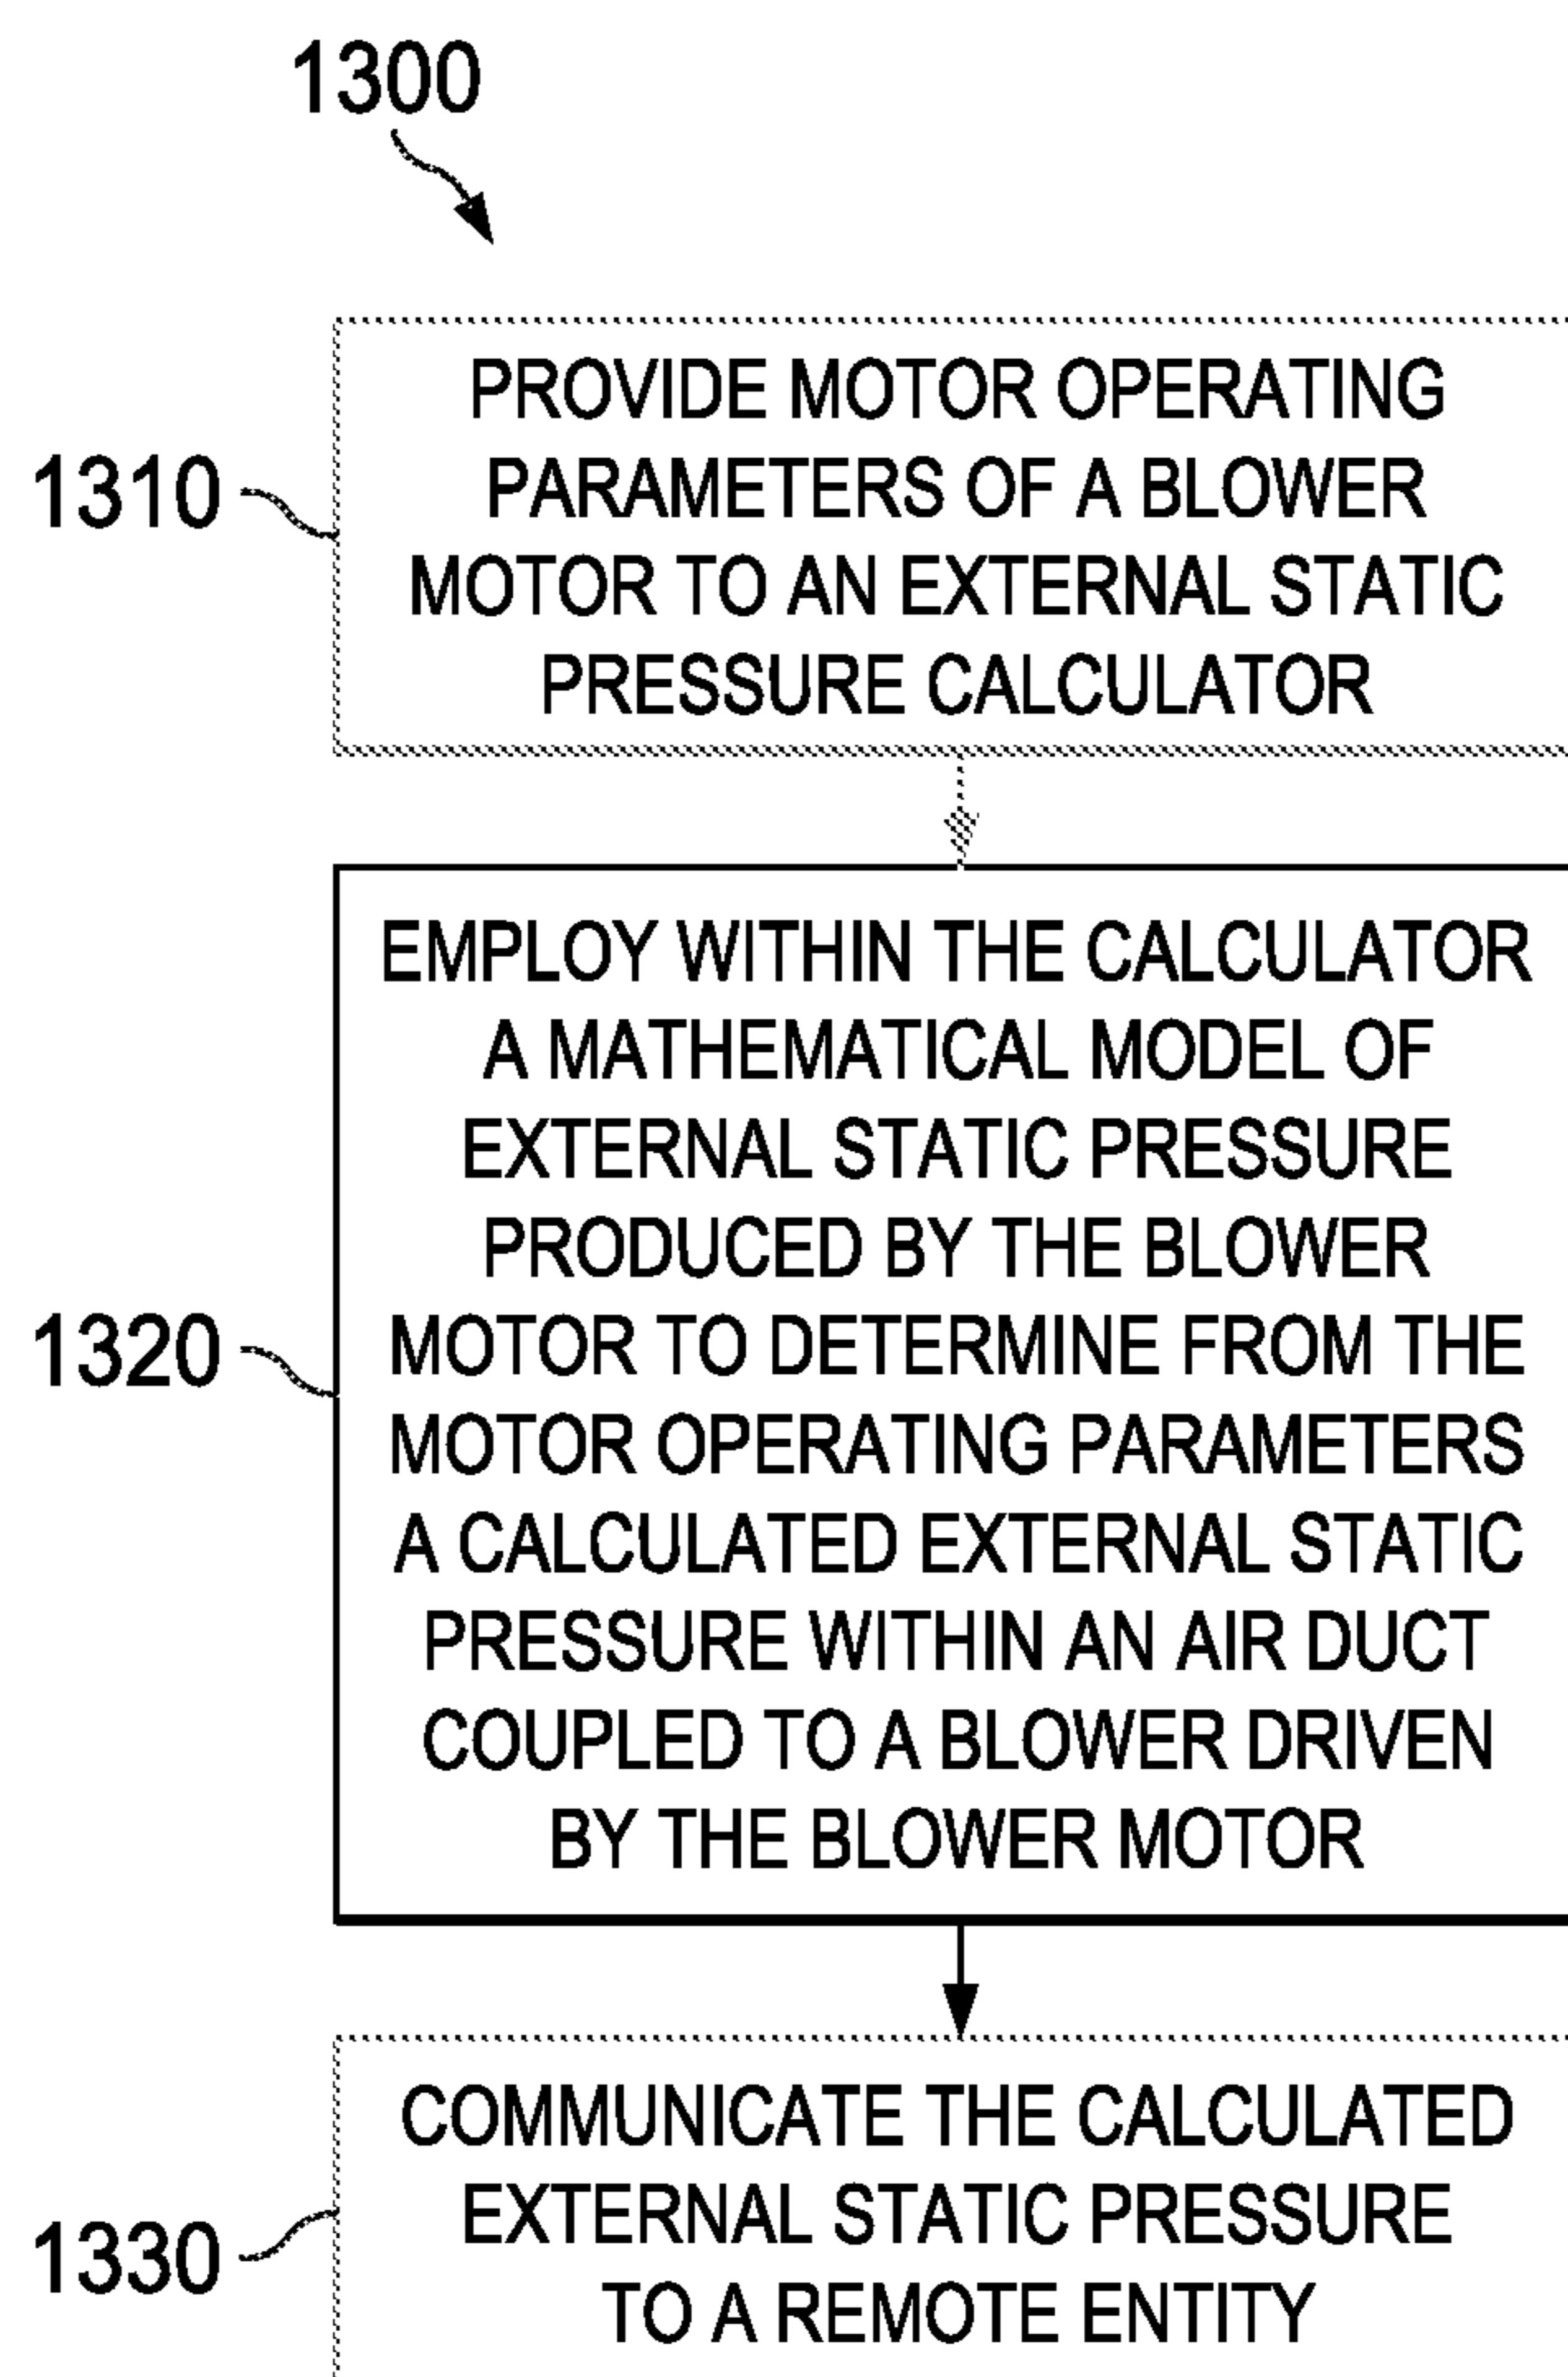 1300
1310
PROVIDE MOTOR OPERATING
PARAMETERS OF A BLOWER
MOTOR TO AN EXTERNAL STATIC
PRESSURE CALCULATOR
1320
EMPLOY WITHIN THE CALCULATOR
A MATHEMATICAL MODEL OF
EXTERNAL STATIC PRESSURE
PRODUCED BY THE BLOWER
MOTOR TO DETERMINE FROM THE
MOTOR OPERATING PARAMETERS
A CALCULATED EXTERNAL STATIC
PRESSURE WITHIN AN AIR DUCT
COUPLED TO A BLOWER DRIVEN
BY THE BLOWER MOTOR
1330
COMMUNICATE THE CALCULATED
EXTERNAL STATIC PRESSURE
TO A REMOTE ENTITY